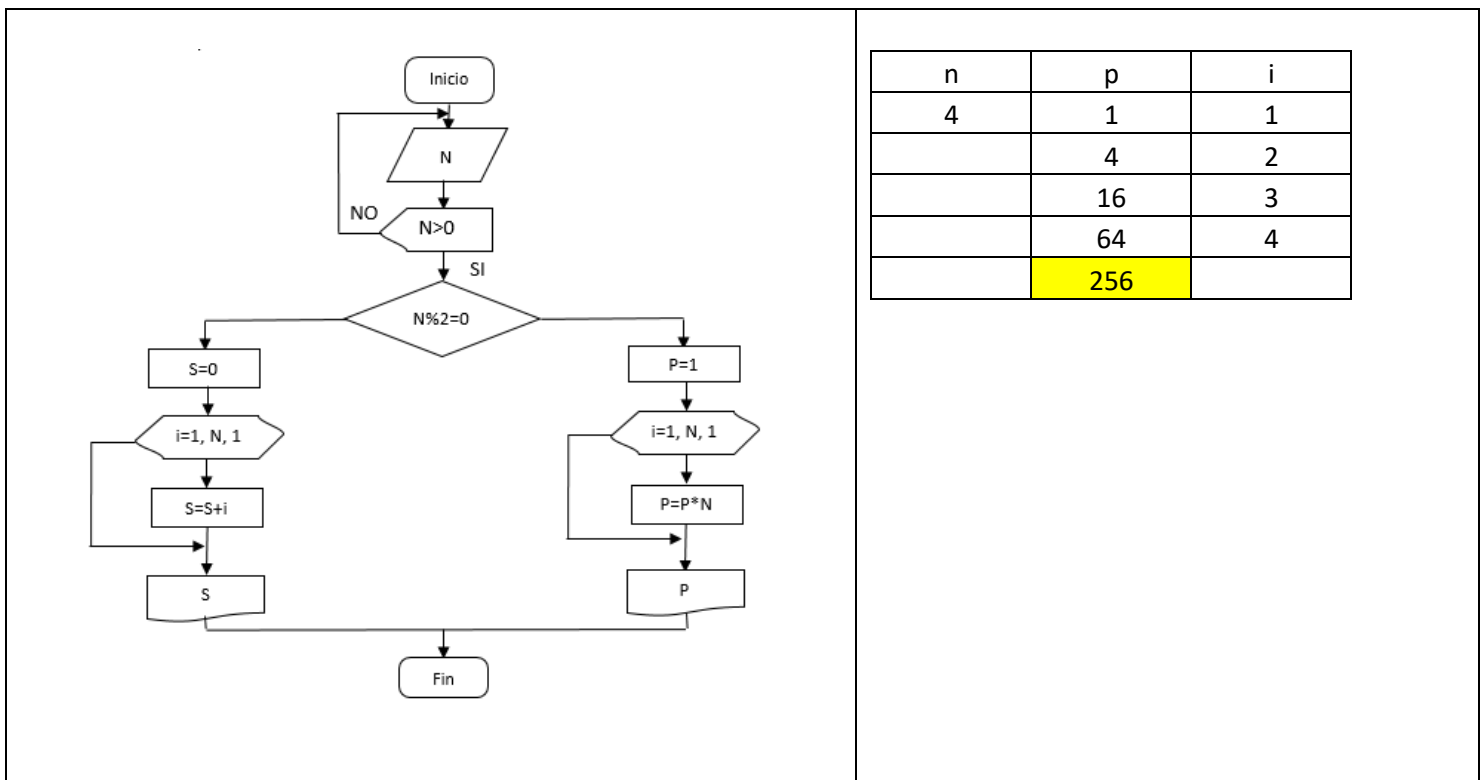 Inicio
N
NO
N>0
SI
N%2=0
S=0
i=1, N, 1
S=S+i
S
P=1
i=1, N, 1
P=P*N
P
Fin
n p i
4 1 1
4 2
16 3
64 4
256